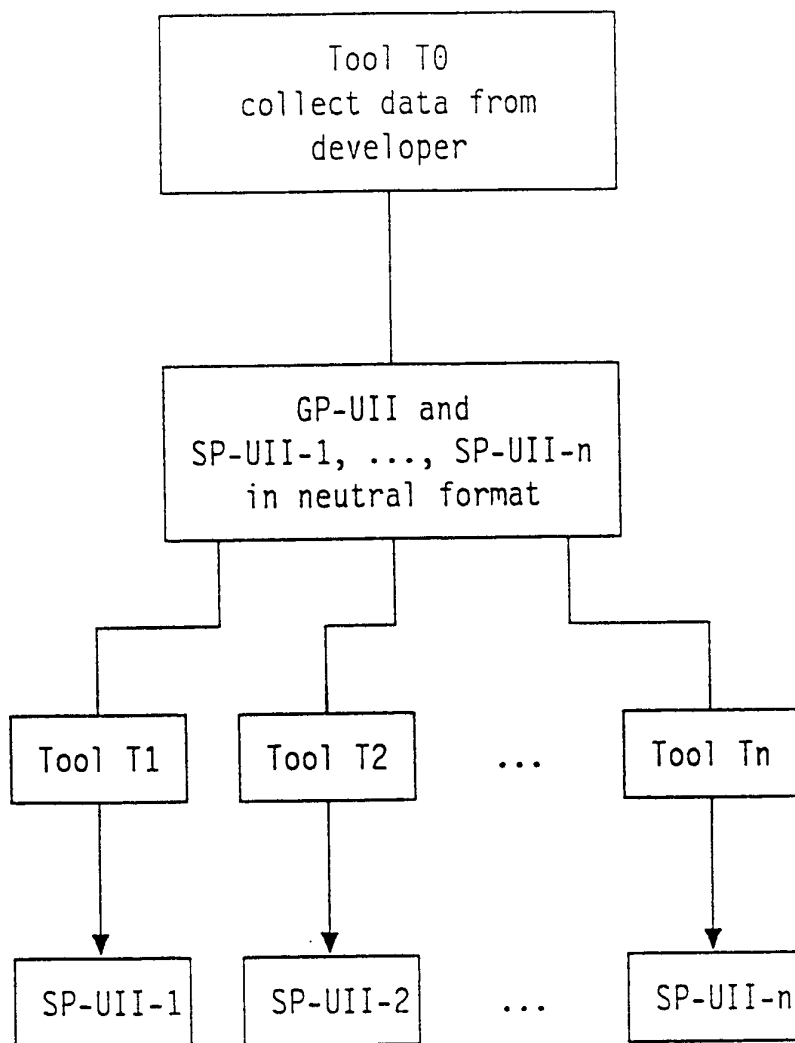 Tool T0
collect data from
developer
GP-UII and
SP-UII-1, ..., SP-UII-n
in neutral format
Tool T1
Tool T2
...
Tool Tn
SP-UII-1
SP-UII-2
...
SP-UII-n